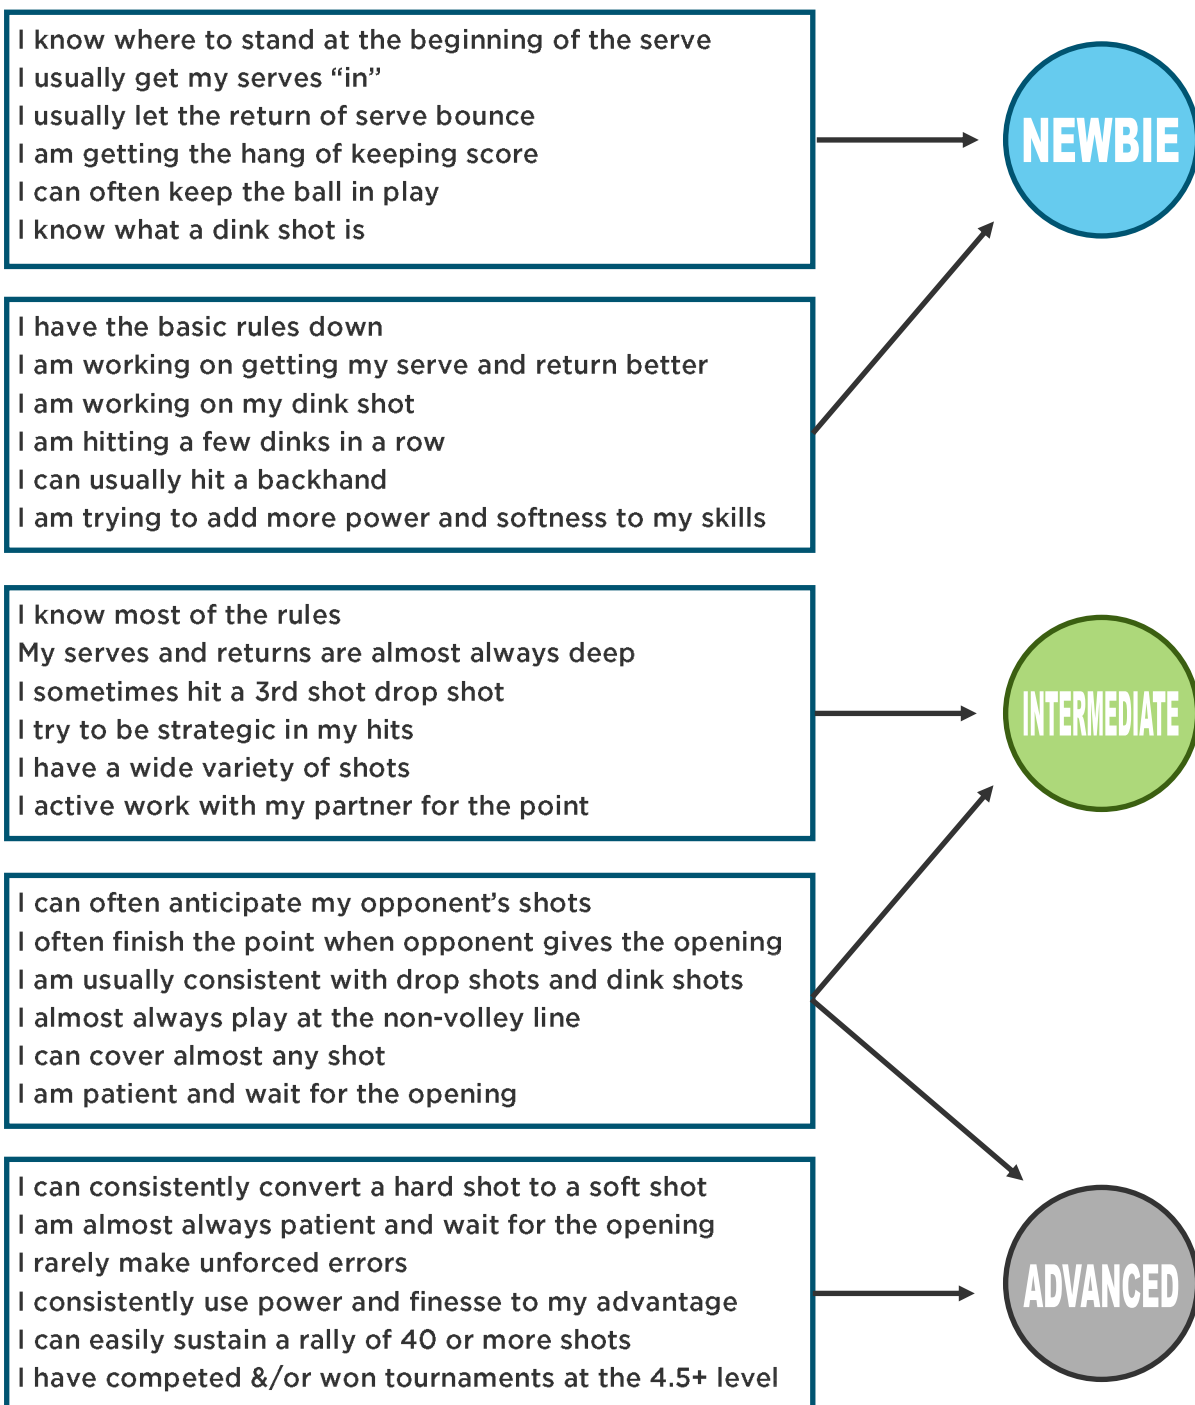 I know where to stand at the beginning of the serve
I usually get my serves “in”
I usually let the return of serve bounce
I am getting the hang of keeping score
I can often keep the ball in play
I know what a dink shot is
NEWBIE
I have the basic rules down
I am working on getting my serve and return better
I am working on my dink shot
I am hitting a few dinks in a row
I can usually hit a backhand
I am trying to add more power and softness to my skills
I know most of the rules
My serves and returns are almost always deep
I sometimes hit a 3rd shot drop shot
I try to be strategic in my hits
I have a wide variety of shots
I active work with my partner for the point
INTERMEDIATE
I can often anticipate my opponent’s shots
I often finish the point when opponent gives the opening
I am usually consistent with drop shots and dink shots
I almost always play at the non-volley line
I can cover almost any shot
I am patient and wait for the opening
I can consistently convert a hard shot to a soft shot
I am almost always patient and wait for the opening
I rarely make unforced errors
I consistently use power and finesse to my advantage
I can easily sustain a rally of 40 or more shots
I have competed &/or won tournaments at the 4.5+ level
ADVANCED